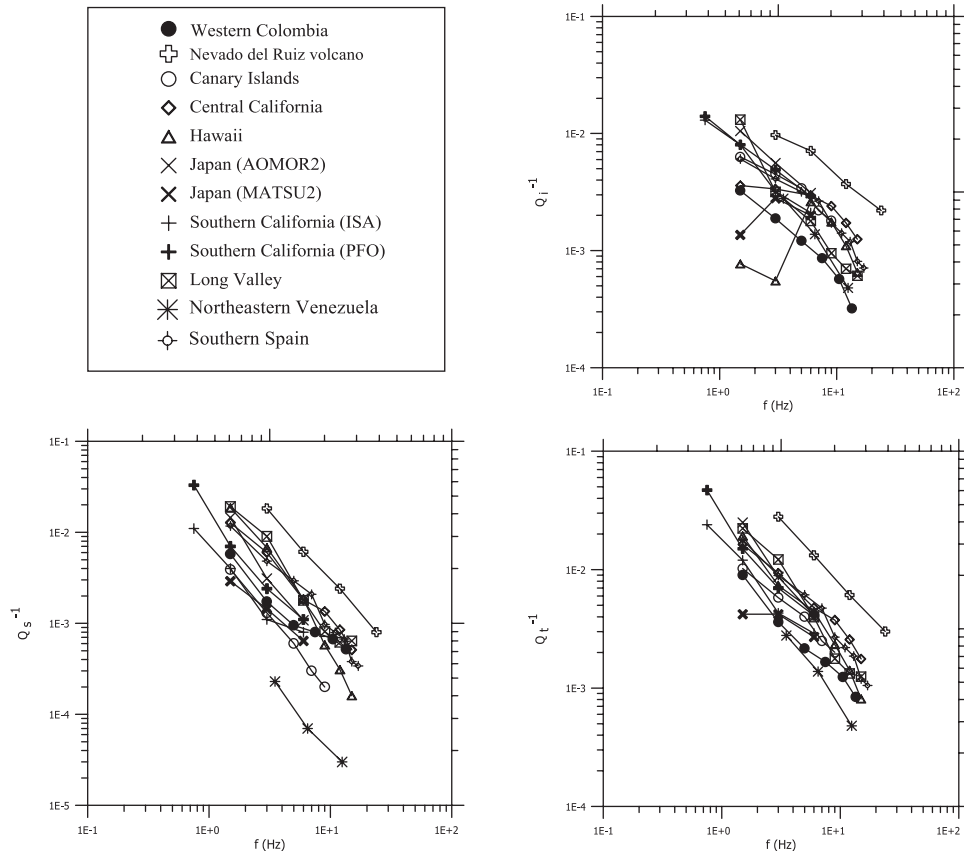 Western Colombia
Nevado del Ruiz volcano
Canary Islands
Central California
Hawaii
Japan (AOMOR2)
Japan (MATSU2)
Southern California (ISA)
Southern California (PFO)
Long Valley
Northeastern Venezuela
Southern Spain
1E-1
1E-2
1E-3
1E-4
Q i -1
1E-1
1E+0
1E+1
1E+2
f (Hz)
1E-1
1E-2
1E-3
1E-4
1E-5
Q s -1
1E-1
1E+0
1E+1
1E+2
f (Hz)
1E-1
1E-2
1E-3
1E-4
Q t -1
1E-1
1E+0
1E+1
1E+2
f (Hz)